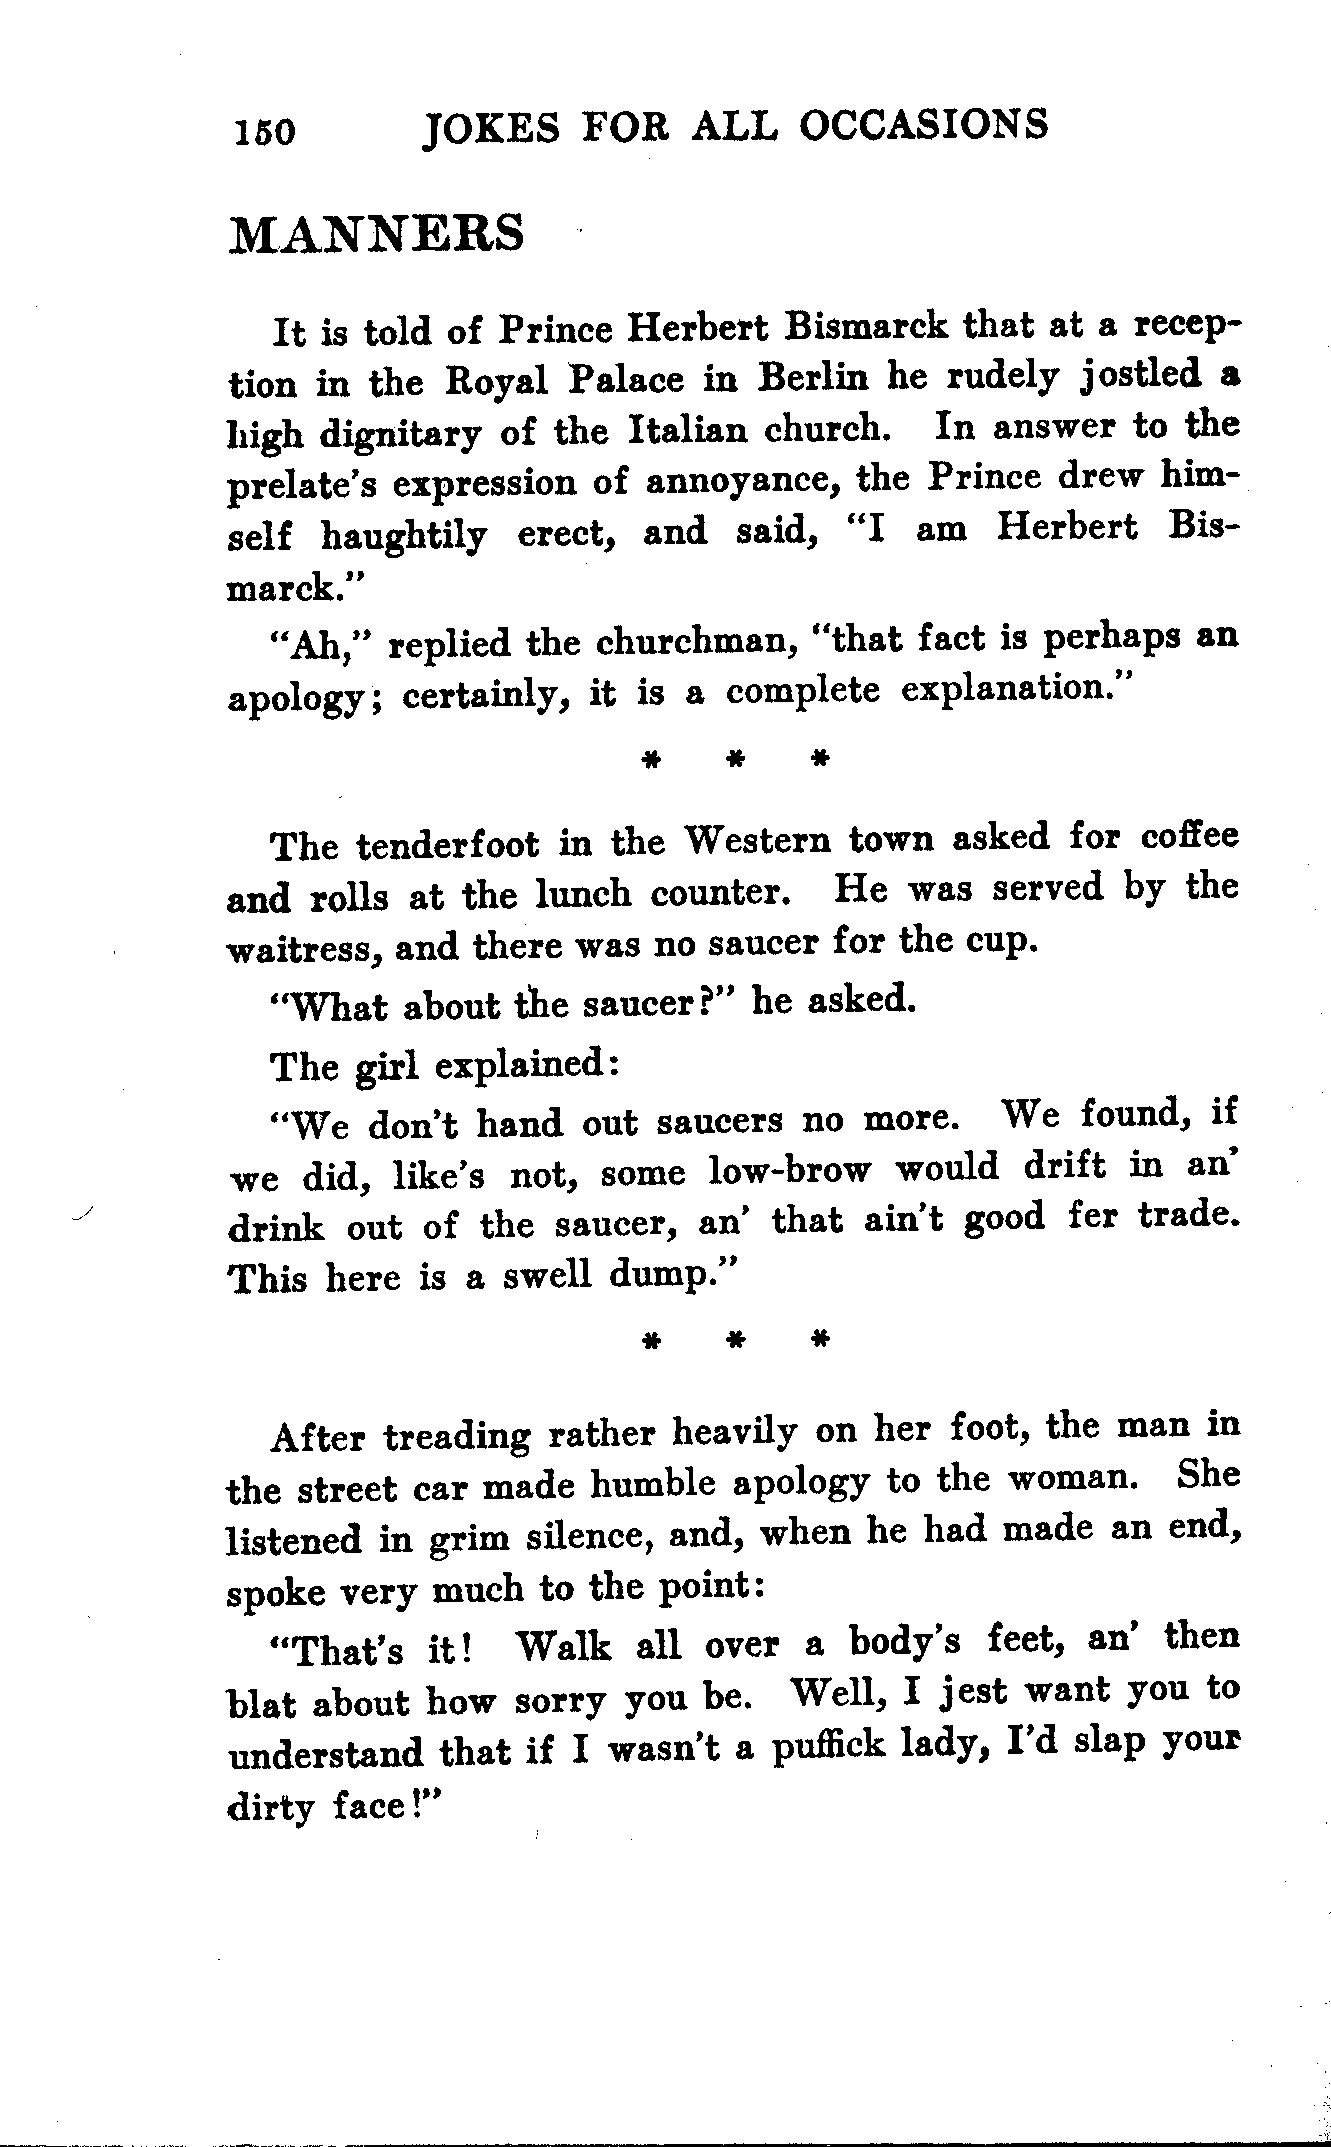 150 JOKES FOR ALL OCCASIONS
MANNERS
It is told of Prince Herbert Bismarck that at a recep-
tion in the Royal Palace in Berlin he rudely jostled a
high dignitary of the Italian church. In answer to the
prelate's expression of annoyance, the Prince drew him-
self haughtily erect, and said, "I am Herbert Bis-
marck."
"Ah," replied the churchman, "that fact is perhaps an
apology; certainly, it is a complete explanation."
* * *
The tenderfoot in the Western town asked for coffee
and rolls at the lunch counter. He was served by the
waitress, and there was no saucer for the cup.
"What about the saucer?" he asked.
The girl explained:
"We don't hand out saucers no more. We found, if
we did, like's not, some low-brow would drift in an'
drink out of the saucer, an' that ain't good fer trade.
This here is a swell dump."
* * *
After treading rather heavily on her foot, the man in
the street car made humble apology to the woman. She
listened in grim silence, and, when he had made an end,
spoke very much to the point:
"That's it! Walk all over a body's feet, an' then
blat about how sorry you be. Well, I jest want you to
understand that if I wasn't a puffick lady, I'd slap your
dirty face!"